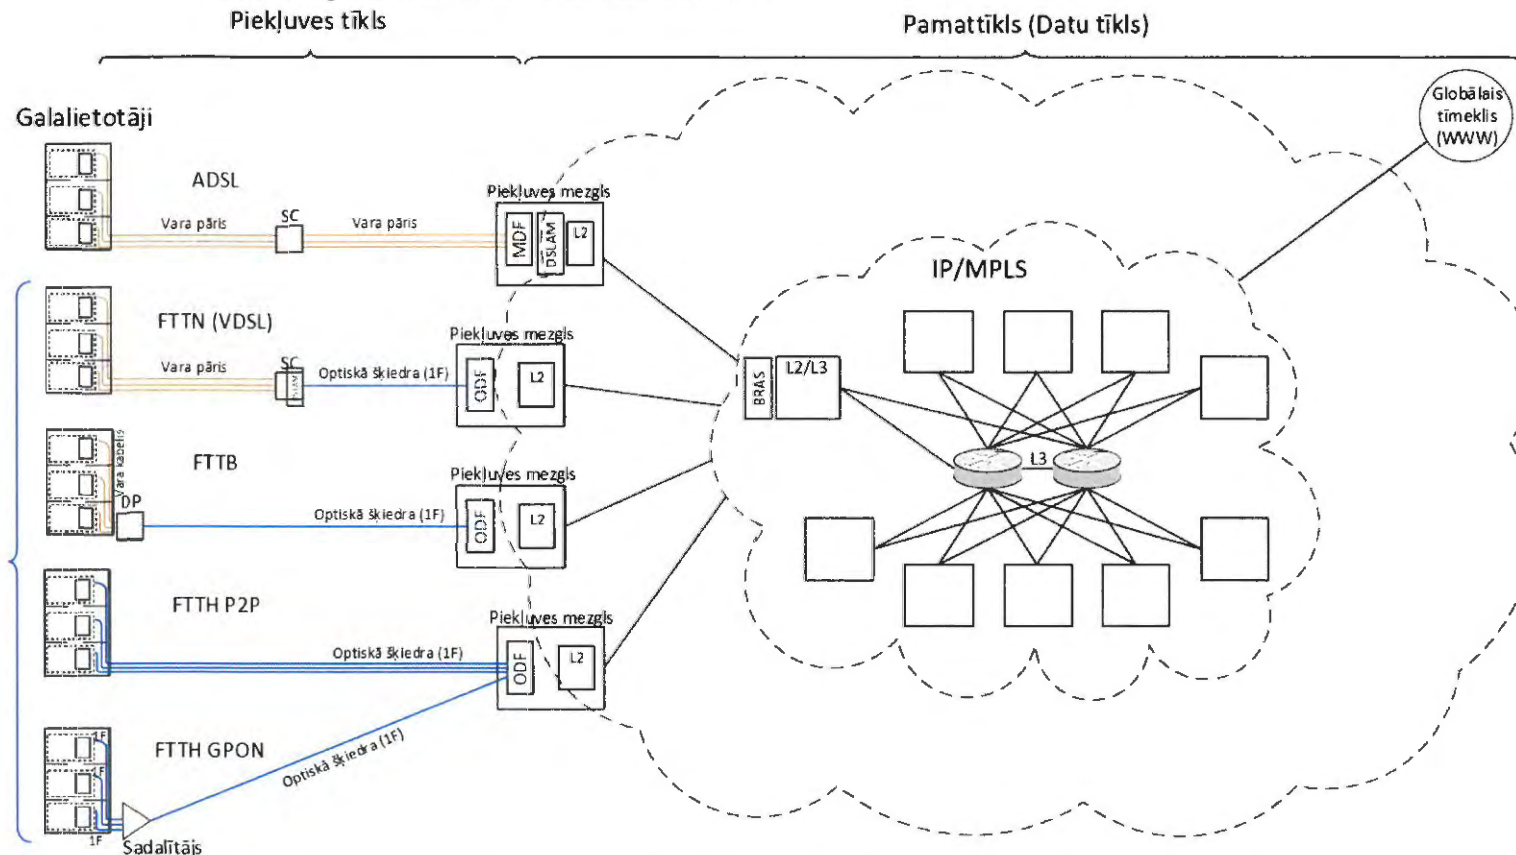 Piekļuves tīkls
Pamattīkls (Datu tīkls)
Globālais
tīmeklis
(WWW)
Galalietotāji
ADSL
Vara pāris
SC
Vara pāris
Piekļuves mezgls
MDF
DSLAM
L2
IP/MPLS
FTTN (VDSL)
Vara pāris
SC
Optiskā šķiedra (1F)
Piekļuves mezgls
ODF
L2
BRAS
L2/L3
L3
FTTB
Vara kabelis
DP
Optiskā šķiedra (1F)
Piekļuves mezgls
ODF
L2
FTTH P2P
Optiskā šķiedra (1F)
Piekļuves mezgls
ODF
L2
FTTH GPON
1F
1F
1F
Optiskā šķiedra (1F)
Sadalītājs